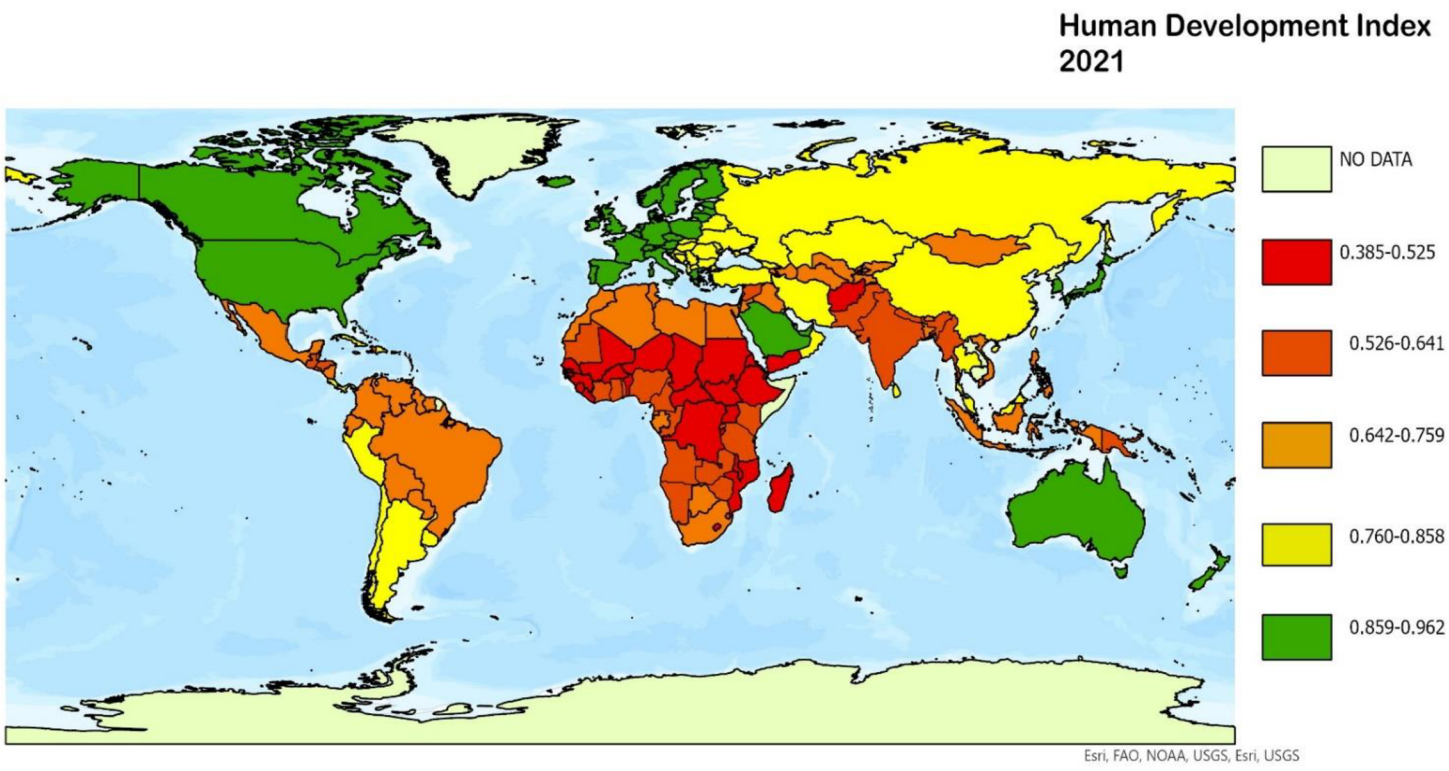 Human Development Index
2021
NO DATA
0.385-0.525
0.526-0.641
0.642-0.759
0.760-0.858
0.859-0.962
Esri, FAO, NOAA, USGS, Esri, USGS